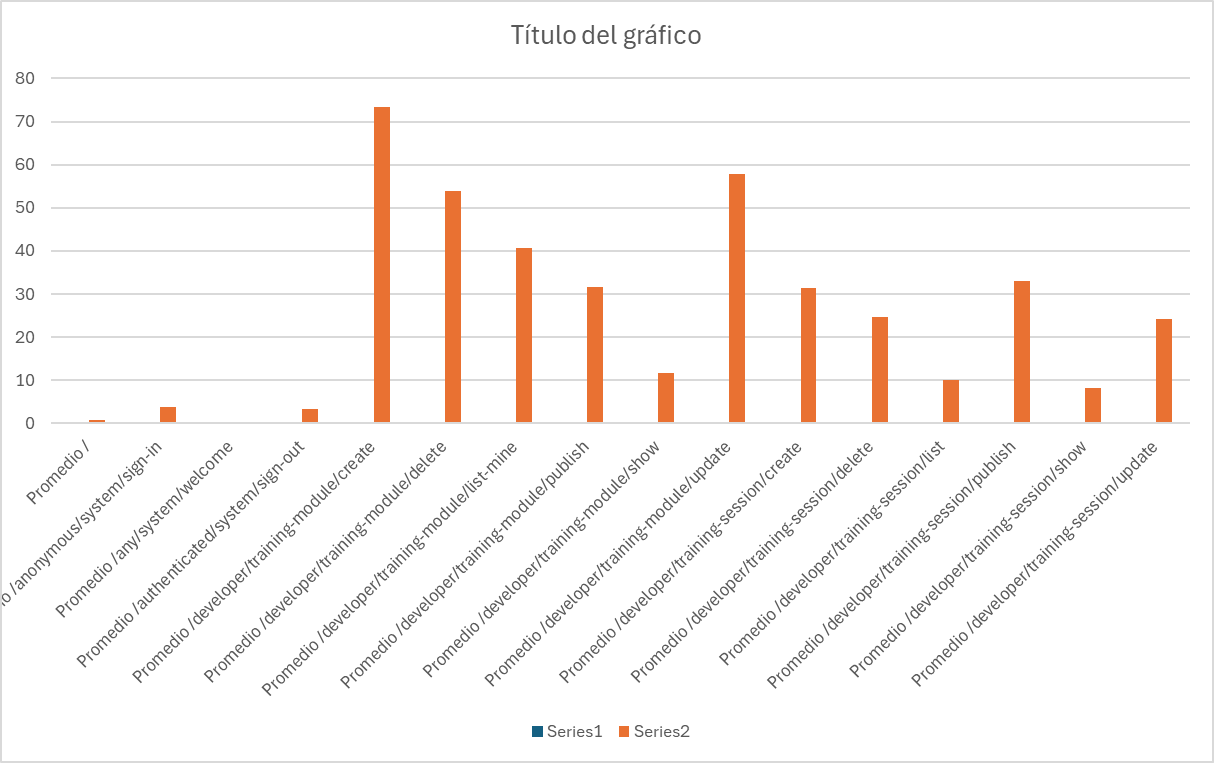 Título del gráfico
80
70
60
50
40
30
20
10
0
Promedio /
/anonymous/system/sign-in
Promedio /any/system/welcome
Promedio /authenticated/system/sign-out
Promedio /developer/training-module/create
Promedio /developer/training-module/delete
Promedio /developer/training-module/list-mine
Promedio /developer/training-module/publish
Promedio /developer/training-module/show
Promedio /developer/training-module/update
Promedio /developer/training-session/create
Promedio /developer/training-session/delete
Promedio /developer/training-session/list
Promedio /developer/training-session/publish
Promedio /developer/training-session/show
Promedio /developer/training-session/update
Series1 Series2